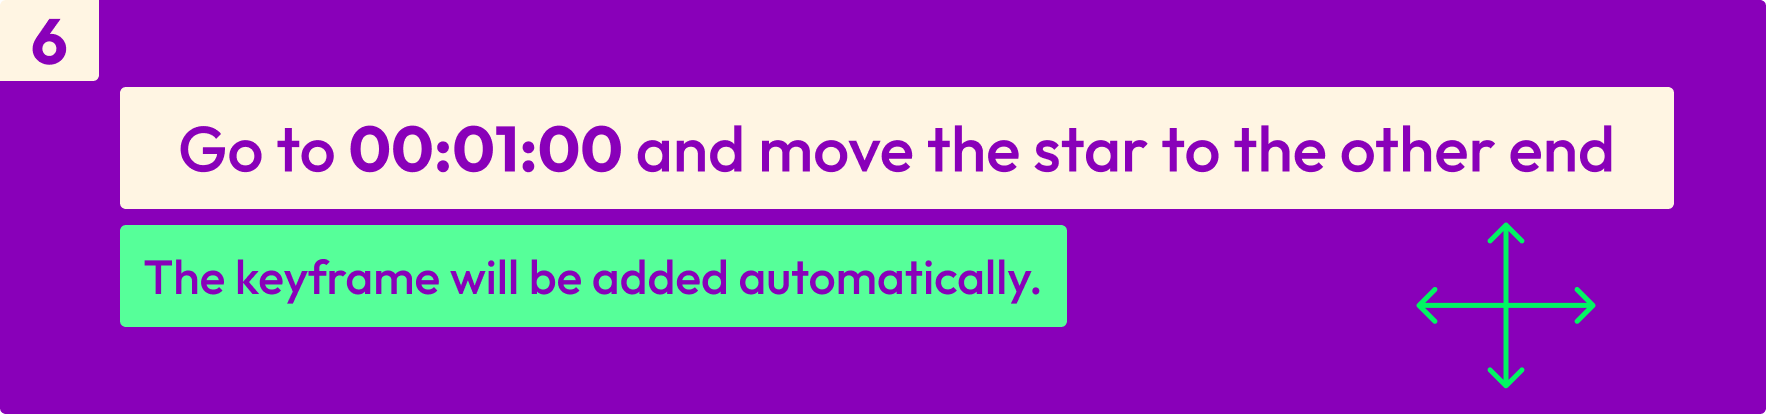 6
Go to 00:01:00 and move the star to the other end
The keyframe will be added automatically.